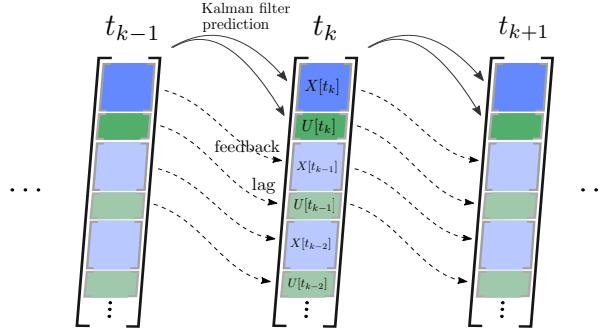 Kalman filter
prediction
t_{k−1}
t_k
t_{k+1}
X[t_k]
U[t_k]
feedback
X[t_{k−1}]
lag
U[t_{k−1}]
X[t_{k−2}]
U[t_{k−2}]